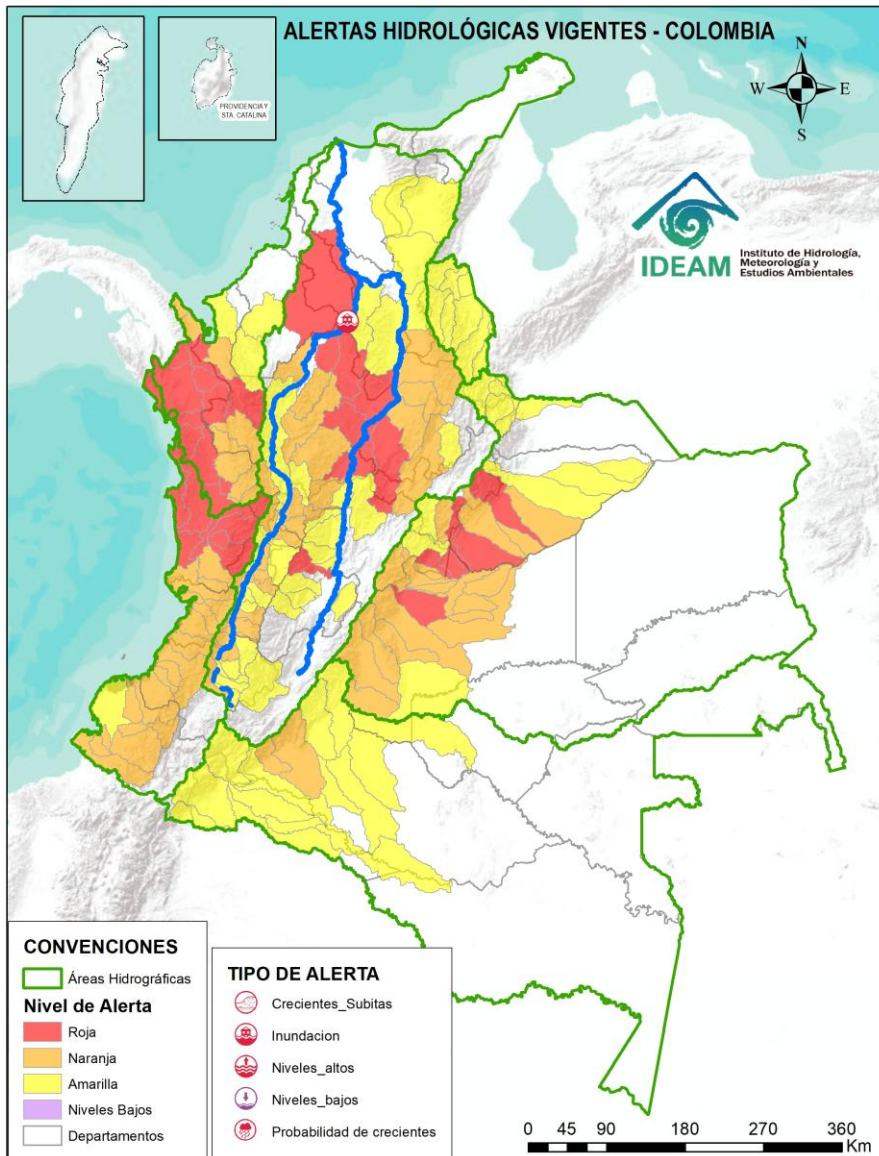 ALERTAS HIDROLÓGICAS VIGENTES - COLOMBIA
PROVIDENCIA Y
STA. CATALINA
N
W
E
S
IDEAM
Instituto de Hidrología,
Meteorología y
Estudios Ambientales
CONVENCIONES
Áreas Hidrográficas
Nivel de Alerta
Roja
Naranja
Amarilla
Niveles Bajos
Departamentos
TIPO DE ALERTA
Crecientes_Subitas
Inundacion
Niveles_altos
Niveles_bajos
Probabilidad de crecientes
0 45 90 180 270 360
Km